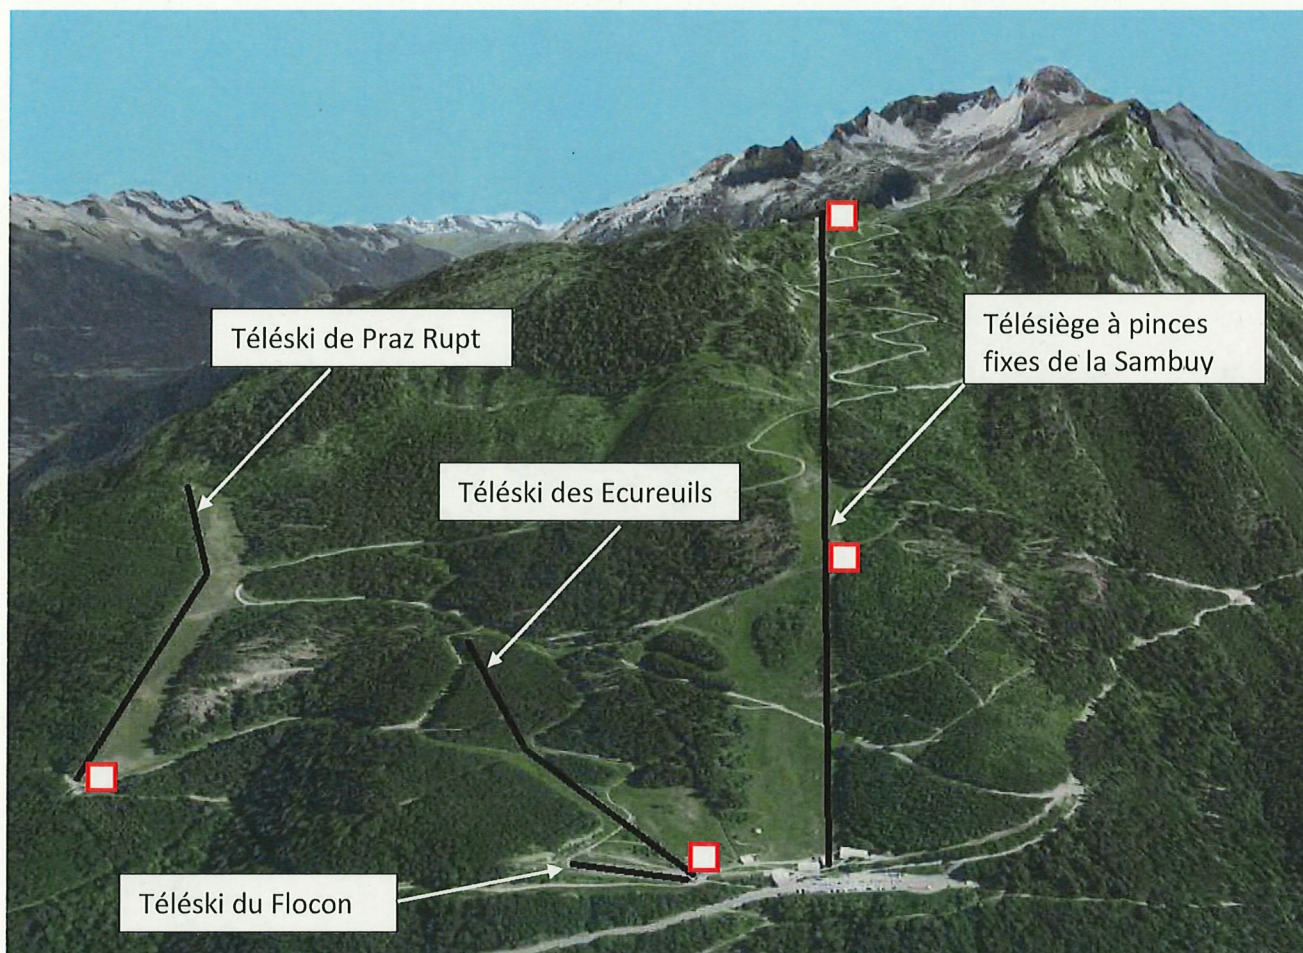 Téléski de Praz Rupt
Télésiège à pinces
fixes de la Sambuy
Téléski des Ecureuils
Téléski du Flocon